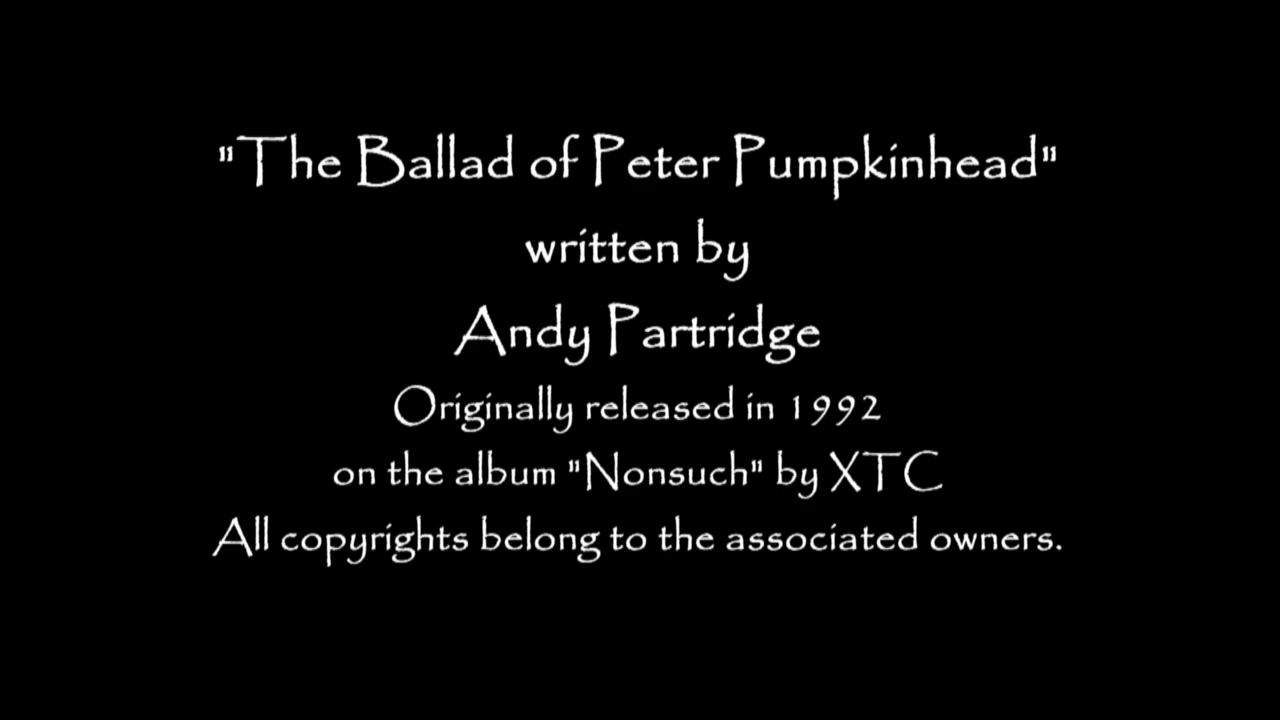 "The Ballad of Peter Pumpkinhead"
written by
Andy Partridge
Originally released in 1992
on the album "Nonsuch" by XTC
All copyrights belong to the associated owners.